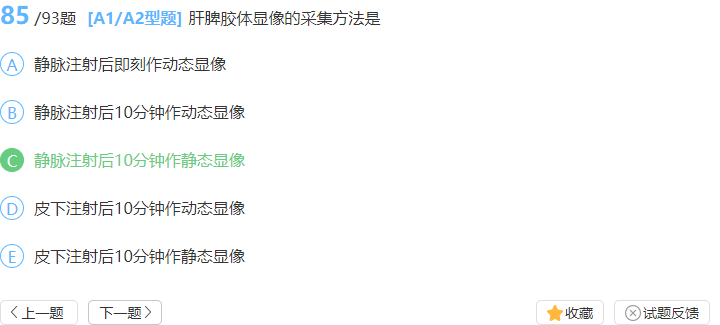 85 /93题 [A1/A2型题] 肝脾胶体显像的采集方法是
A 静脉注射后即刻作动态显像
B 静脉注射后10分钟作动态显像
C 静脉注射后10分钟作静态显像
D 皮下注射后10分钟作动态显像
E 皮下注射后10分钟作静态显像
上一题 下一题 收藏 试题反馈